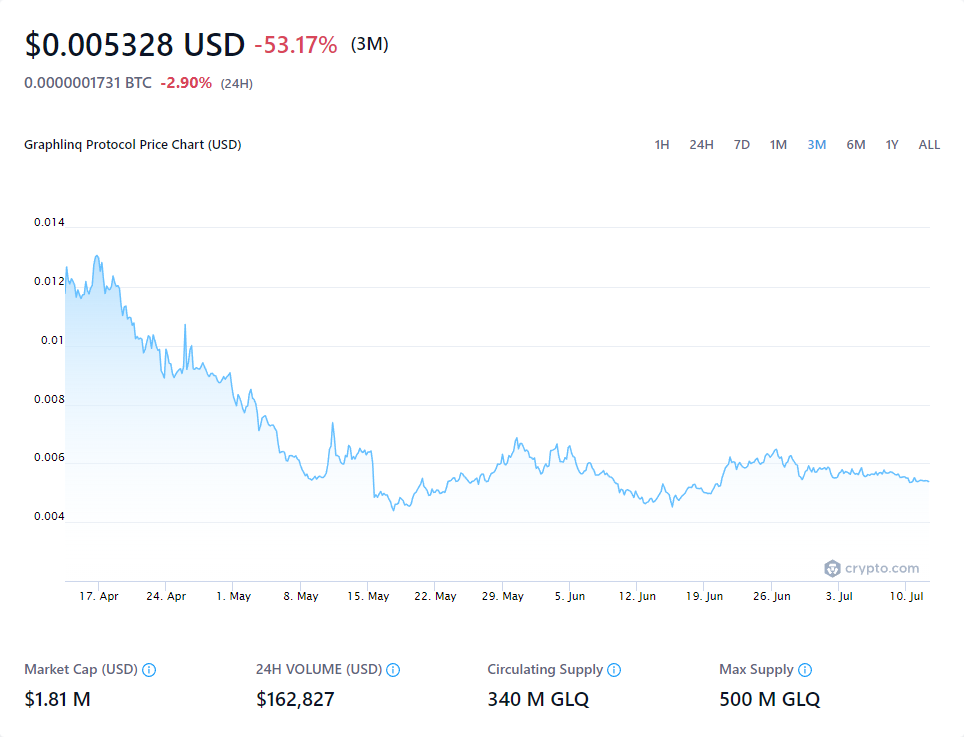 $0.005328 USD -53.17% (3M)
0.0000001731 BTC -2.90% (24H)
Graphlinq Protocol Price Chart (USD) 1H 24H 7D 1M 3M 6M 1Y ALL
0.014
0.012
0.01
0.008
0.006
0.004
crypto.com
17. Apr 24. Apr 1. May 8. May 15. May 22. May 29. May 5. Jun 12. Jun 19. Jun 26. Jun 3. Jul 10. Jul
Market Cap (USD) 24H VOLUME (USD) Circulating Supply Max Supply
$1.81 M $162,827 340 M GLQ 500 M GLQ